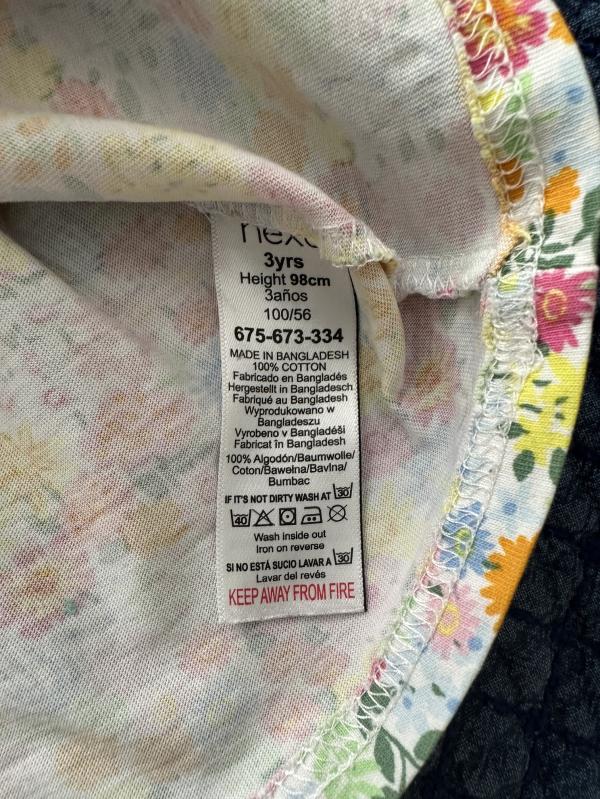 next
3yrs
Height 98cm
3años
100/56
675-673-334
MADE IN BANGLADESH
100% COTTON
Fabricado en Bangladés
Hergestellt in Bangladesch
Fabriqué au Bangladesh
Wyprodukowano w
Bangladeszu
Vyrobeno v Bangladéši
Fabricat în Bangladesh
100% Algodón/Baumwolle/
Coton/Bawełna/Bavlna/
Bumbac
IF IT'S NOT DIRTY WASH AT 30
40
Wash inside out
Iron on reverse
SI NO ESTÁ SUCIO LAVAR A 30
Lavar del revés
KEEP AWAY FROM FIRE